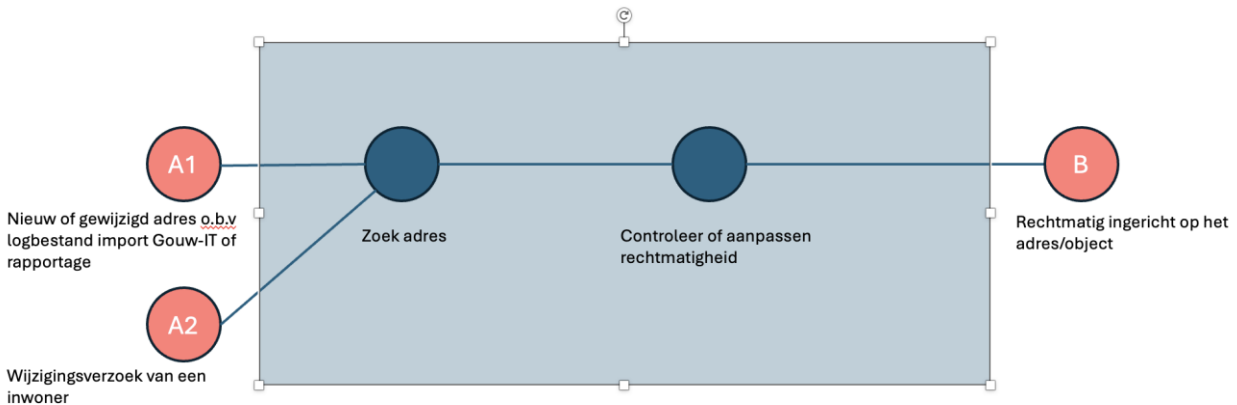 A1
Nieuw of gewijzigd adres o.b.v
logbestand import Gouw-IT of
rapportage
A2
Wijzigingsverzoek van een
inwoner
Zoek adres
Controleer of aanpassen
rechtmatigheid
B
Rechtmatig ingericht op het
adres/object